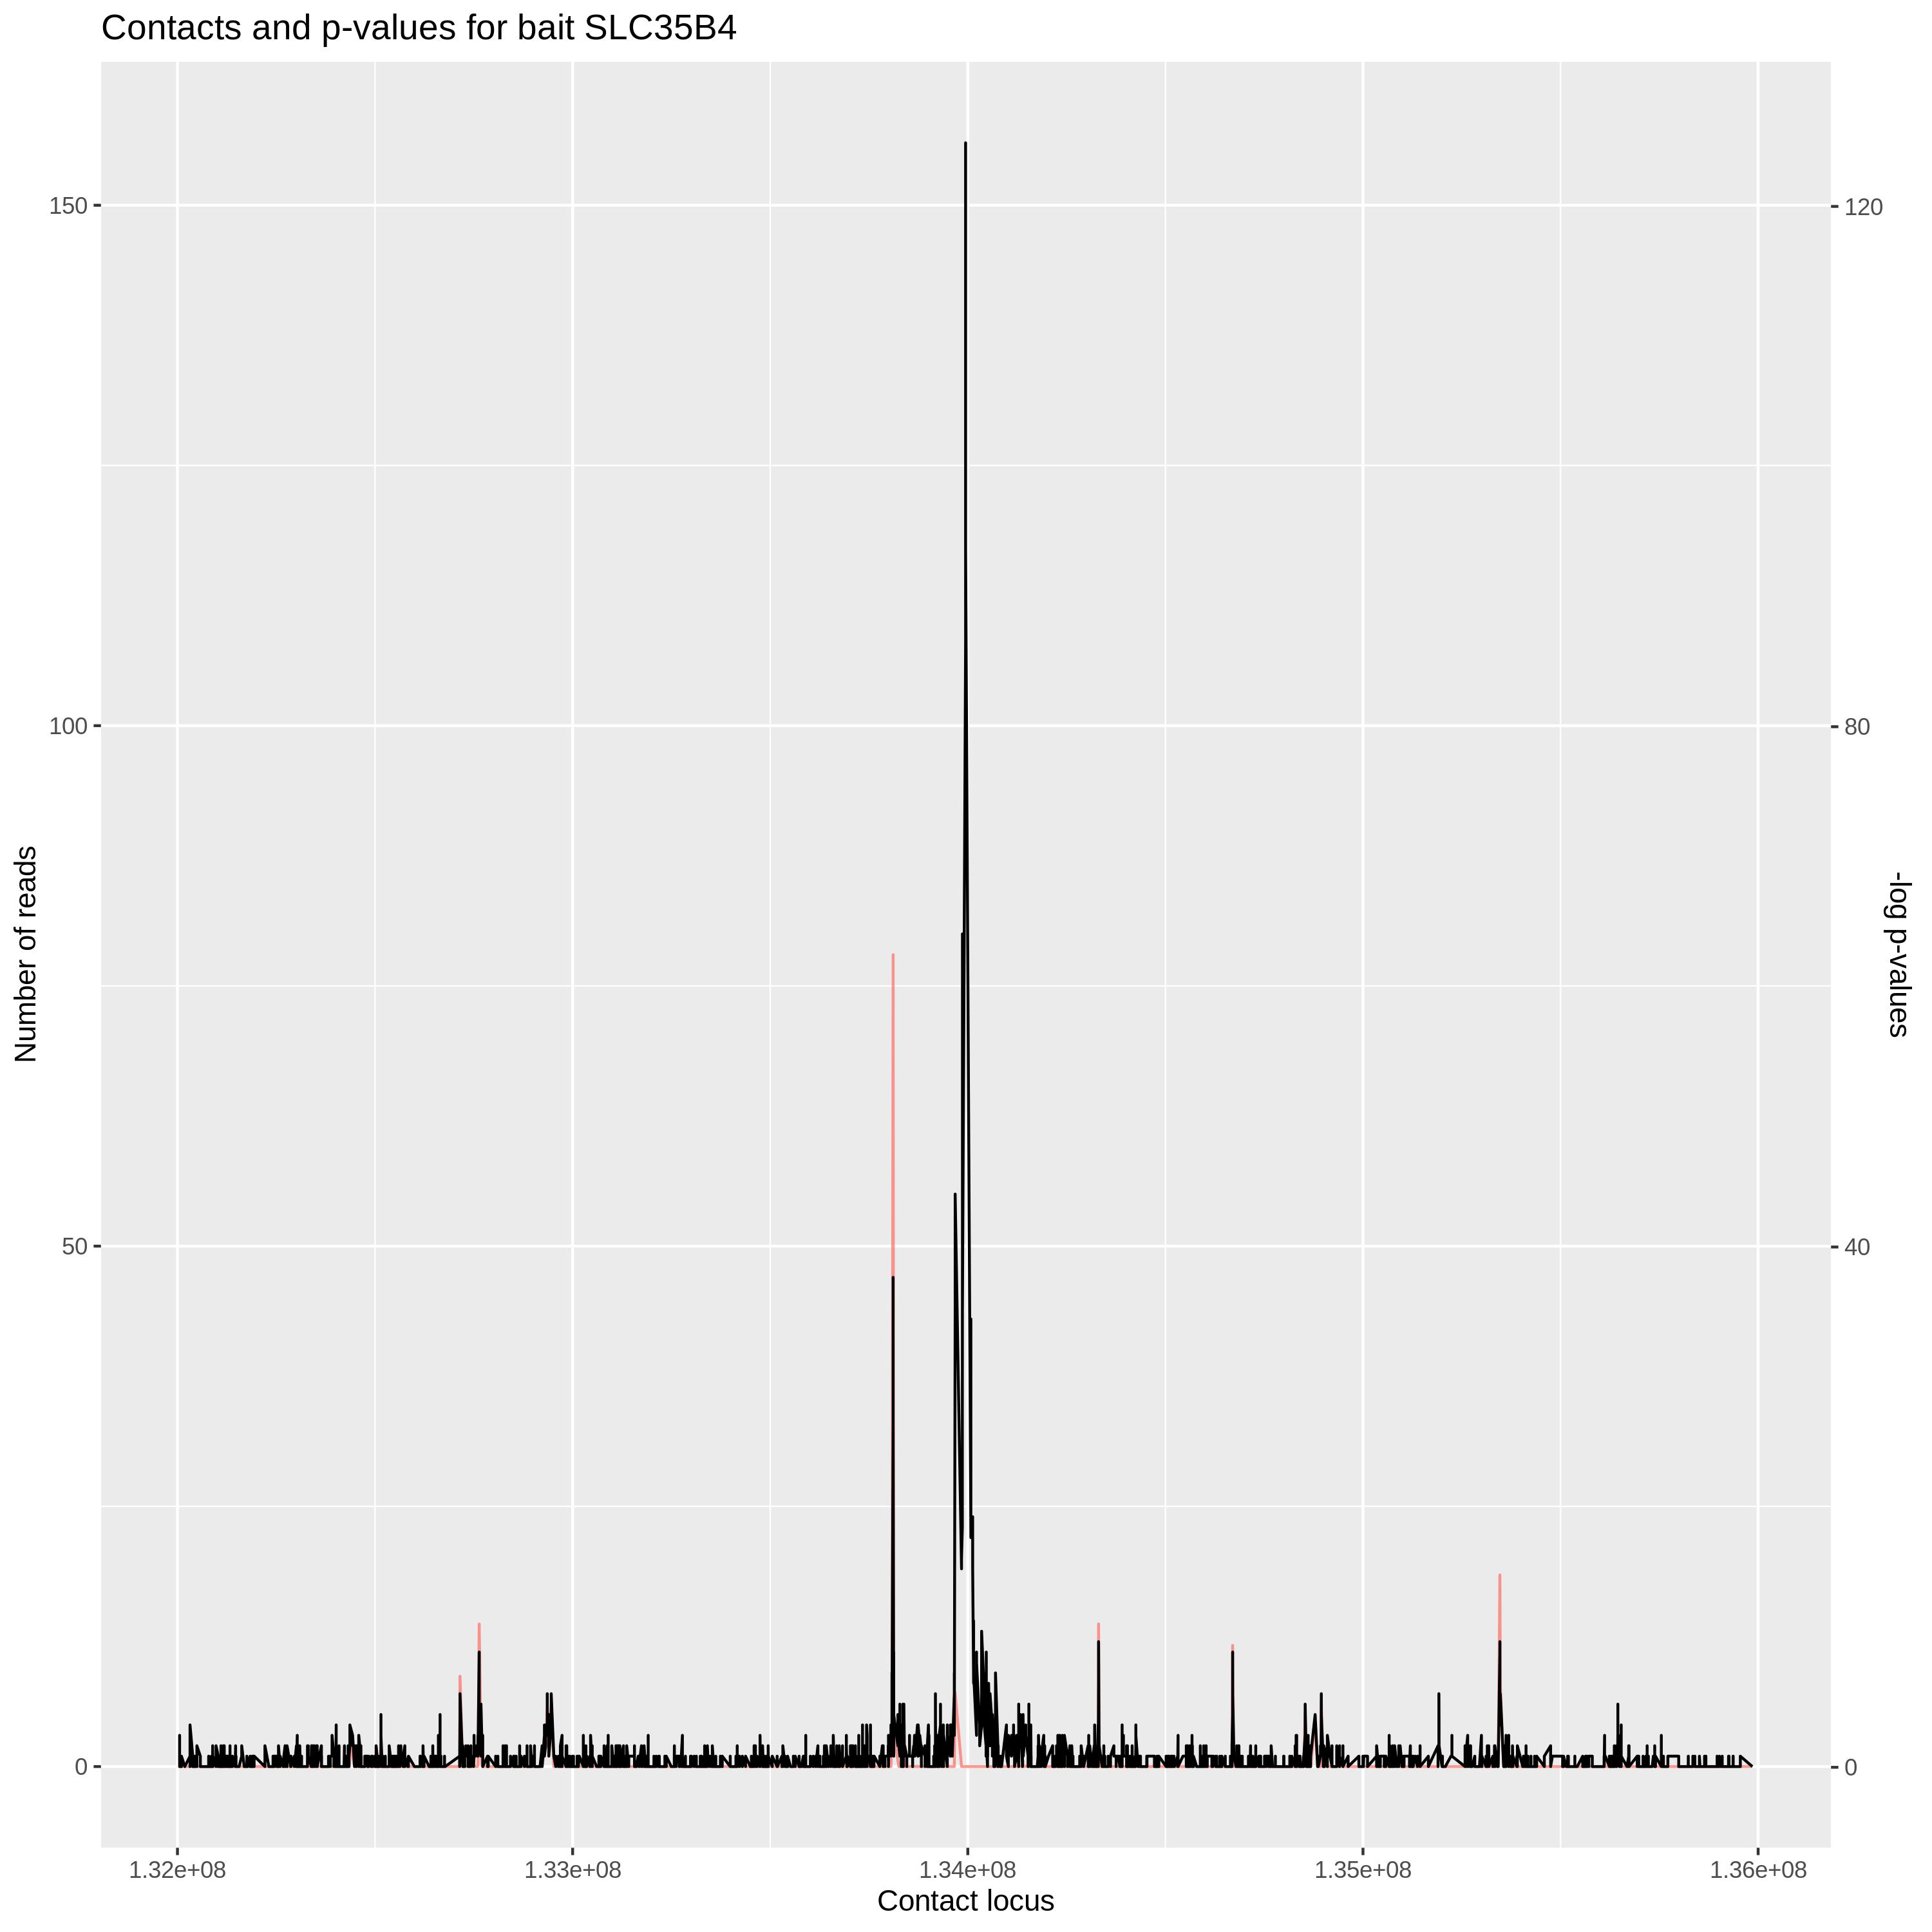 Contacts and p-values for bait SLC35B4
150
100
50
0
Number of reads
120
80
40
0
-log p-values
1.32e+08
1.33e+08
1.34e+08
1.35e+08
1.36e+08
Contact locus